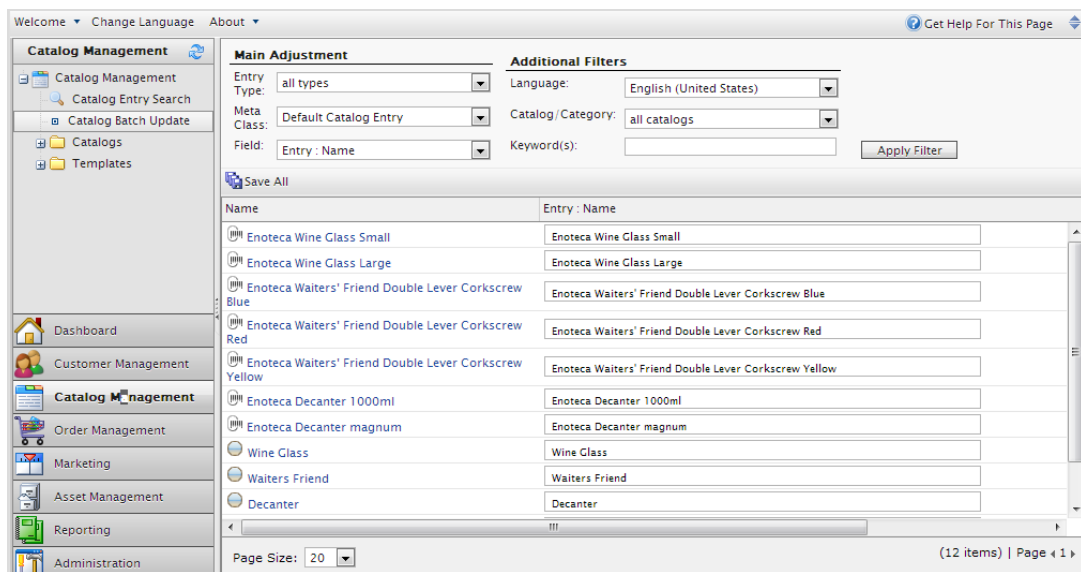 Welcome Change Language About Get Help For This Page
Catalog Management
Catalog Management
Catalog Entry Search
Catalog Batch Update
Catalogs
Templates
Dashboard
Customer Management
Catalog M nagement
Order Management
Marketing
Asset Management
Reporting
Administration
Main Adjustment
Entry Type: all types
Meta Class: Default Catalog Entry
Field: Entry : Name
Additional Filters
Language: English (United States)
Catalog/Category: all catalogs
Keyword(s): Apply Filter
Save All
Name Entry : Name
Enoteca Wine Glass Small Enoteca Wine Glass Small
Enoteca Wine Glass Large Enoteca Wine Glass Large
Enoteca Waiters' Friend Double Lever Corkscrew Blue Enoteca Waiters' Friend Double Lever Corkscrew Blue
Enoteca Waiters' Friend Double Lever Corkscrew Red Enoteca Waiters' Friend Double Lever Corkscrew Red
Enoteca Waiters' Friend Double Lever Corkscrew Yellow Enoteca Waiters' Friend Double Lever Corkscrew Yellow
Enoteca Decanter 1000ml Enoteca Decanter 1000ml
Enoteca Decanter magnum Enoteca Decanter magnum
Wine Glass Wine Glass
Waiters Friend Waiters Friend
Decanter Decanter
Page Size: 20 (12 items) | Page 1